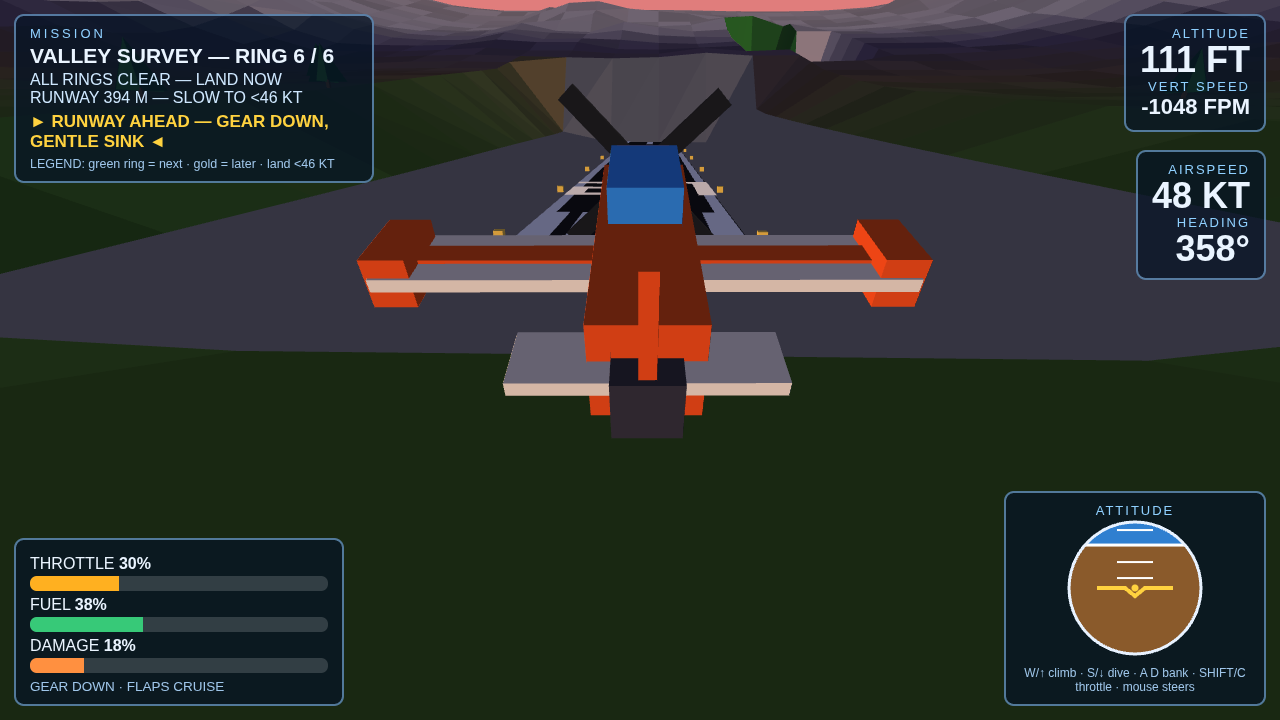 MISSION
VALLEY SURVEY — RING 6 / 6
ALL RINGS CLEAR — LAND NOW
RUNWAY 394 M — SLOW TO <46 KT
► RUNWAY AHEAD — GEAR DOWN,
GENTLE SINK ◄
LEGEND: green ring = next · gold = later · land <46 KT
ALTITUDE
111 FT
VERT SPEED
-1048 FPM
AIRSPEED
48 KT
HEADING
358°
THROTTLE 30%
FUEL 38%
DAMAGE 18%
GEAR DOWN · FLAPS CRUISE
ATTITUDE
W/↑ climb · S/↓ dive · A D bank · SHIFT/C
throttle · mouse steers